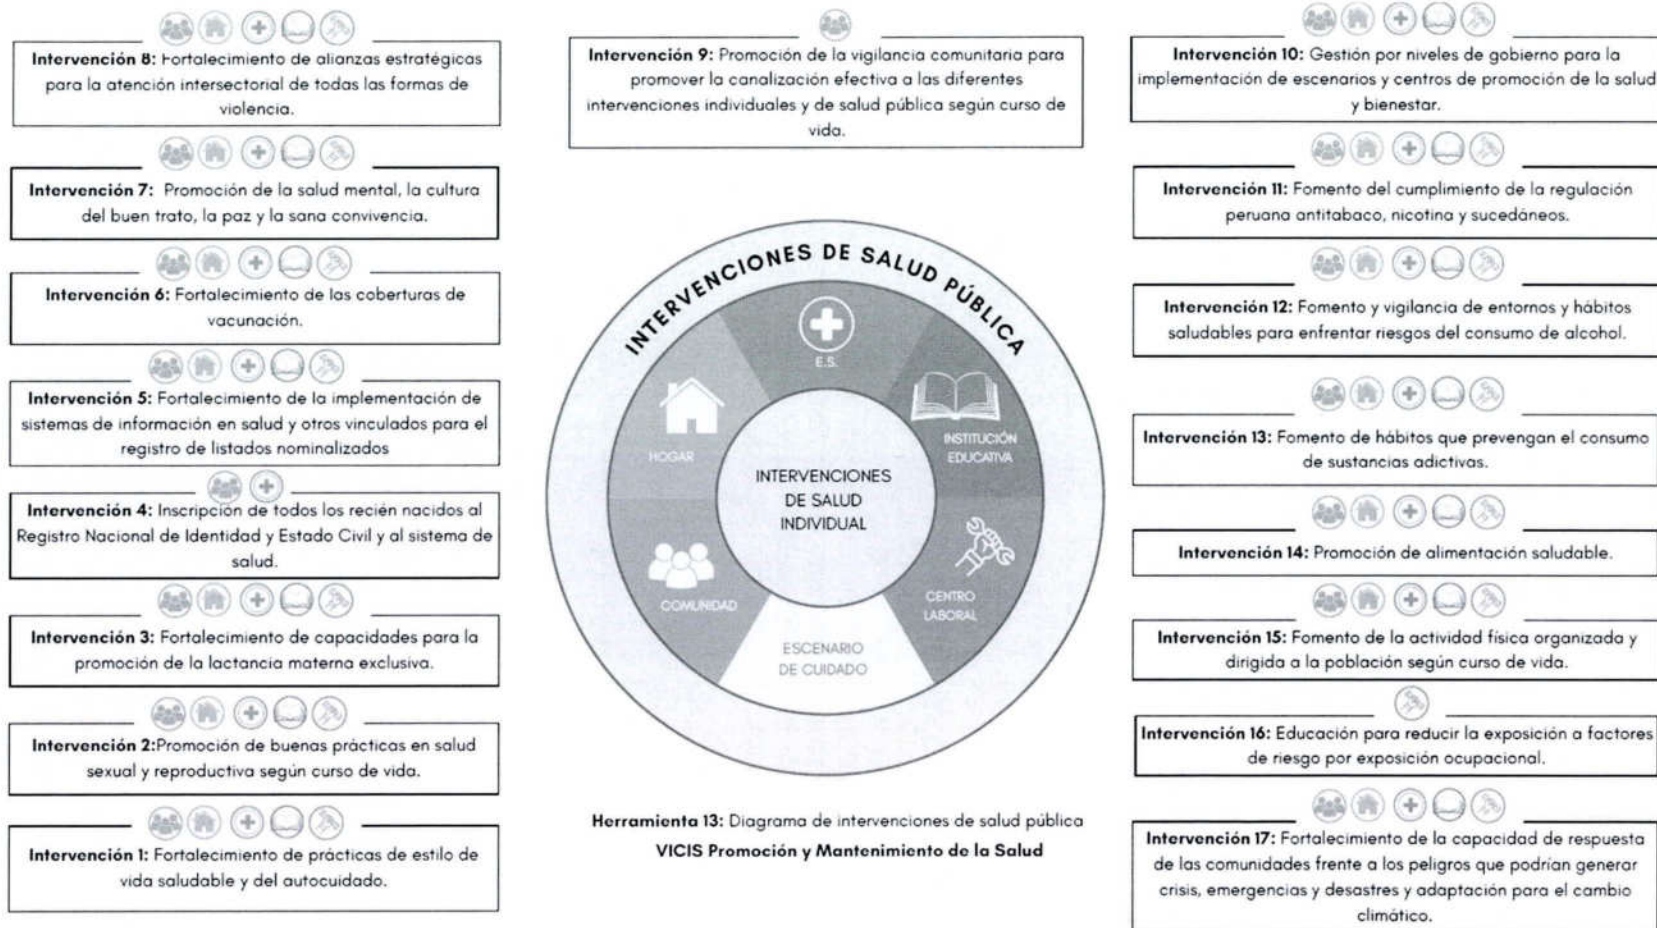 Intervención 8: Fortalecimiento de alianzas estratégicas
para la atención intersectorial de todas las formas de
violencia.
Intervención 7: Promoción de la salud mental, la cultura
del buen trato, la paz y la sana convivencia.
Intervención 6: Fortalecimiento de las coberturas de
vacunación.
Intervención 5: Fortalecimiento de la implementación de
sistemas de información en salud y otros vinculados para el
registro de listados nominalizados
Intervención 4: Inscripción de todos los recién nacidos al
Registro Nacional de Identidad y Estado Civil y al sistema de
salud.
Intervención 3: Fortalecimiento de capacidades para la
promoción de la lactancia materna exclusiva.
Intervención 2:Promoción de buenas prácticas en salud
sexual y reproductiva según curso de vida.
Intervención 1: Fortalecimiento de prácticas de estilo de
vida saludable y del autocuidado.
Intervención 9: Promoción de la vigilancia comunitaria para
promover la canalización efectiva a las diferentes
intervenciones individuales y de salud pública según curso de
vida.
INTERVENCIONES DE SALUD PÚBLICA
E.S.
HOGAR
INSTITUCIÓN
EDUCATIVA
INTERVENCIONES
DE SALUD
INDIVIDUAL
COMUNIDAD
CENTRO
LABORAL
ESCENARIO
DE CUIDADO
Herramienta 13: Diagrama de intervenciones de salud pública
VICIS Promoción y Mantenimiento de la Salud
Intervención 10: Gestión por niveles de gobierno para la
implementación de escenarios y centros de promoción de la salud
y bienestar.
Intervención 11: Fomento del cumplimiento de la regulación
peruana antitabaco, nicotina y sucedáneos.
Intervención 12: Fomento y vigilancia de entornos y hábitos
saludables para enfrentar riesgos del consumo de alcohol.
Intervención 13: Fomento de hábitos que prevengan el consumo
de sustancias adictivas.
Intervención 14: Promoción de alimentación saludable.
Intervención 15: Fomento de la actividad física organizada y
dirigida a la población según curso de vida.
Intervención 16: Educación para reducir la exposición a factores
de riesgo por exposición ocupacional.
Intervención 17: Fortalecimiento de la capacidad de respuesta
de las comunidades frente a los peligros que podrían generar
crisis, emergencias y desastres y adaptación para el cambio
climático.